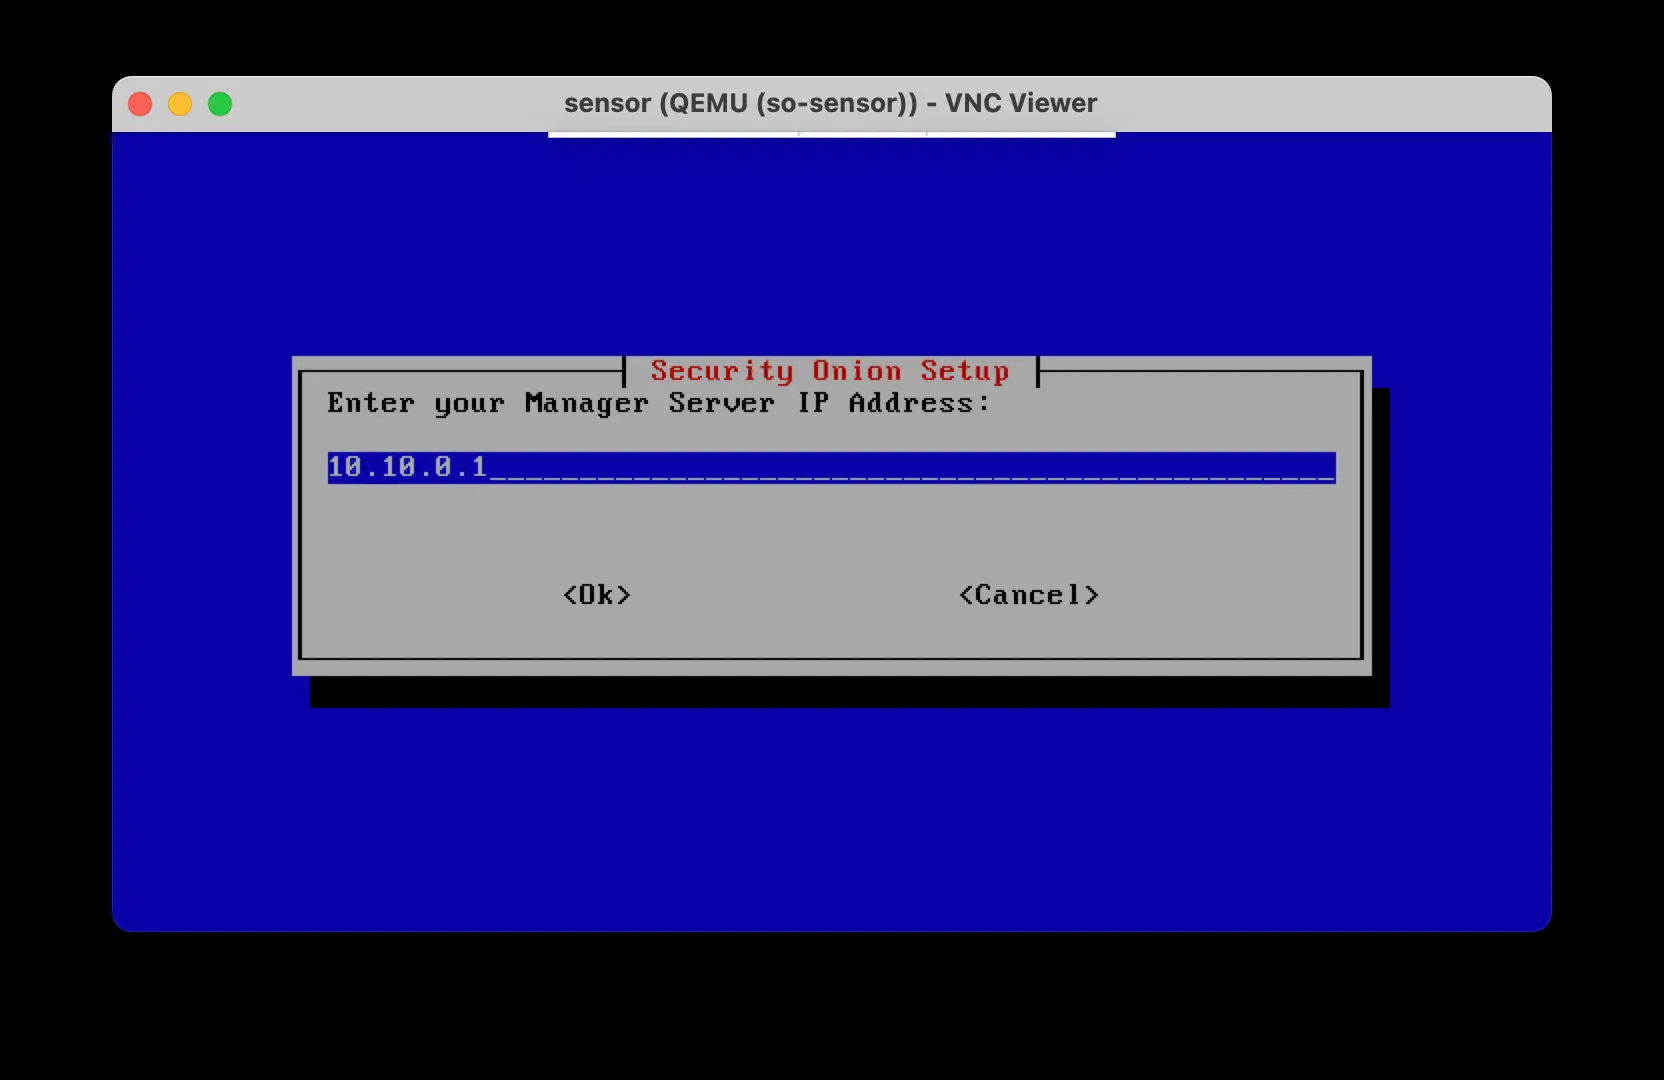 sensor (QEMU (so-sensor)) - VNC Viewer
Security Onion Setup
Enter your Manager Server IP Address:
10.10.0.1_______________________________________________
<Ok> <Cancel>